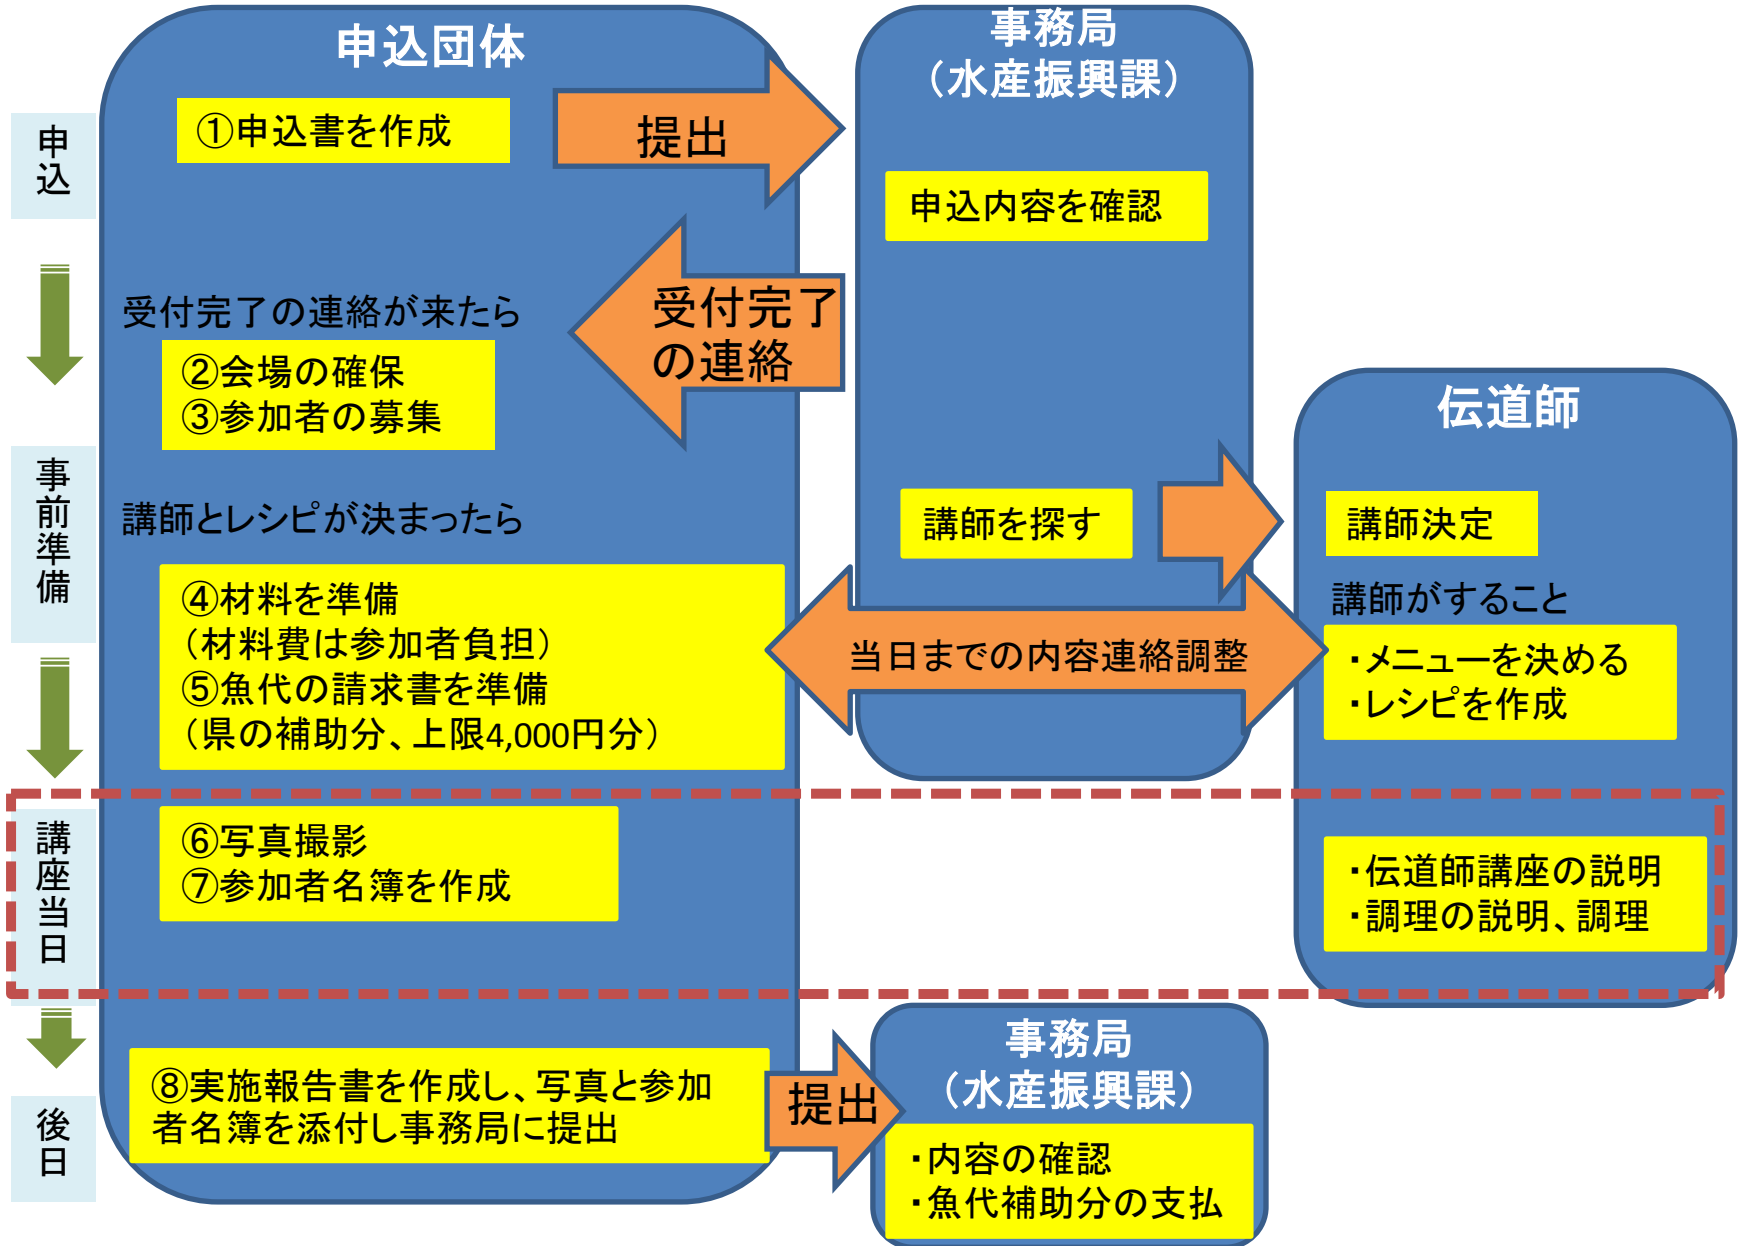 申込団体
事務局
（水産振興課）
申込
①申込書を作成
提出
申込内容を確認
受付完了の連絡が来たら
受付完了
の連絡
②会場の確保
③参加者の募集
伝道師
事前準備
講師とレシピが決まったら
講師を探す
講師決定
④材料を準備
（材料費は参加者負担）
⑤魚代の請求書を準備
（県の補助分、上限4,000円分）
当日までの内容連絡調整
講師がすること
・メニューを決める
・レシピを作成
講座当日
⑥写真撮影
⑦参加者名簿を作成
・伝道師講座の説明
・調理の説明、調理
後日
⑧実施報告書を作成し、写真と参加
者名簿を添付し事務局に提出
提出
事務局
（水産振興課）
・内容の確認
・魚代補助分の支払